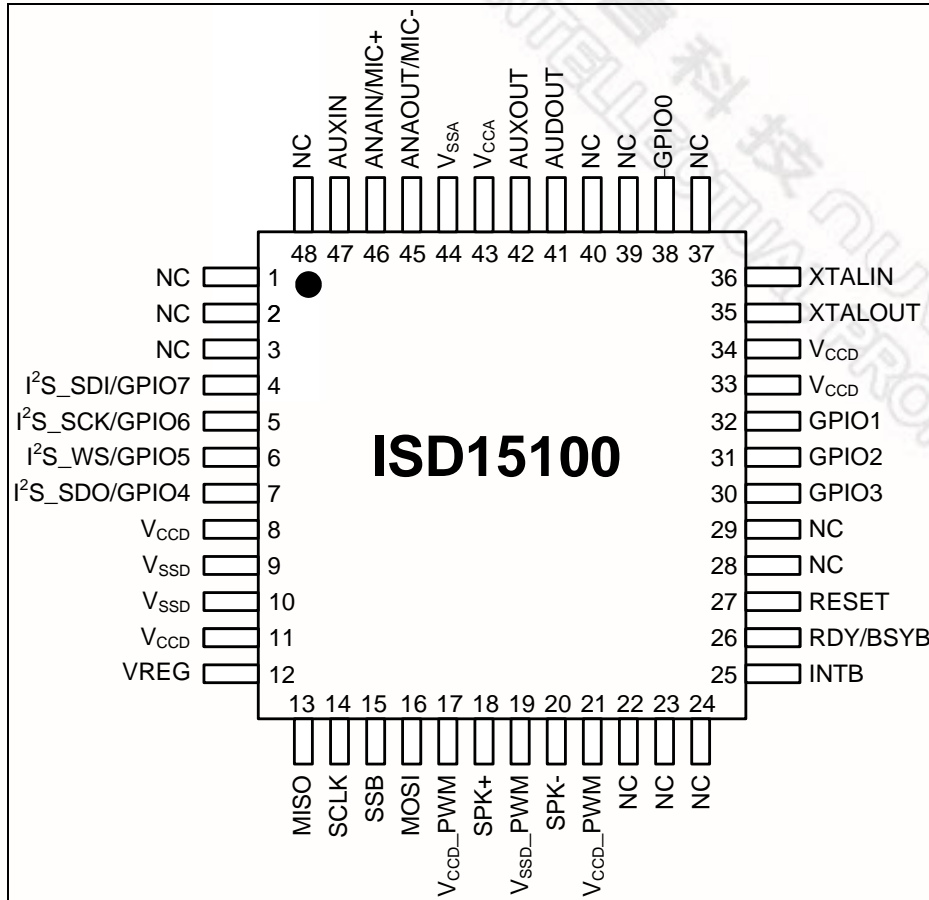 NC
AUXIN
ANAIN/MIC+
ANAOUT/MIC-
VSSA
VCCA
AUXOUT
AUDOUT
NC
NC
GPIO0
NC
48 47 46 45 44 43 42 41 40 39 38 37
NC 1
NC 2
NC 3
I²S_SDI/GPIO7 4
I²S_SCK/GPIO6 5
I²S_WS/GPIO5 6
I²S_SDO/GPIO4 7
VCCD 8
VSSD 9
VSSD 10
VCCD 11
VREG 12
ISD15100
36 XTALIN
35 XTALOUT
34 VCCD
33 VCCD
32 GPIO1
31 GPIO2
30 GPIO3
29 NC
28 NC
27 RESET
26 RDY/BSYB
25 INTB
13 14 15 16 17 18 19 20 21 22 23 24
MISO
SCLK
SSB
MOSI
VCCD_PWM
SPK+
VSSD_PWM
SPK-
VCCD_PWM
NC
NC
NC
科技